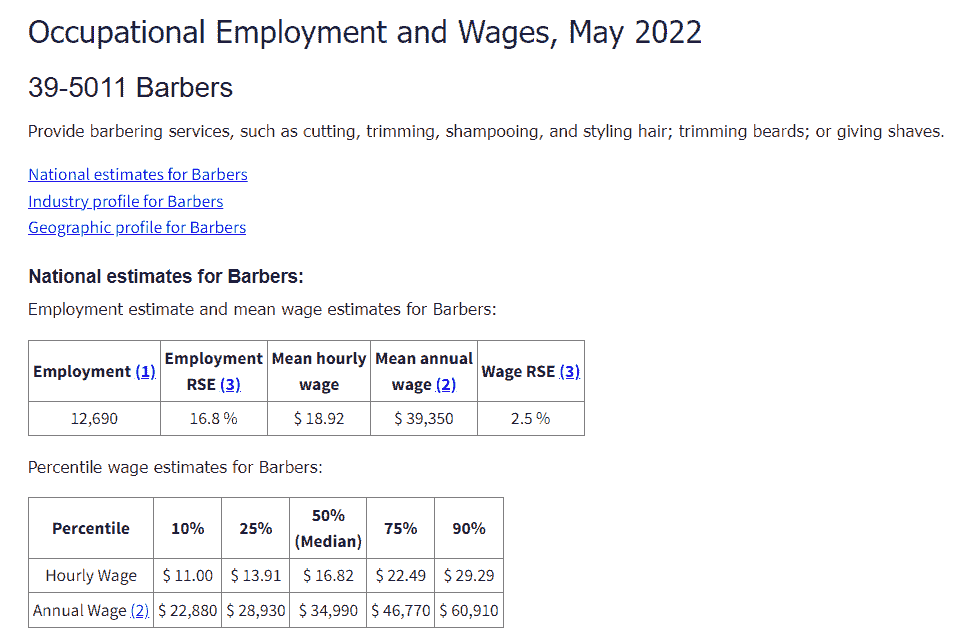 Occupational Employment and Wages, May 2022
39-5011 Barbers
Provide barbering services, such as cutting, trimming, shampooing, and styling hair; trimming beards; or giving shaves.
National estimates for Barbers
Industry profile for Barbers
Geographic profile for Barbers
National estimates for Barbers:
Employment estimate and mean wage estimates for Barbers:
Employment (1) Employment RSE (3) Mean hourly wage Mean annual wage (2) Wage RSE (3)
12,690 16.8 % $ 18.92 $ 39,350 2.5 %
Percentile wage estimates for Barbers:
Percentile 10% 25% 50% (Median) 75% 90%
Hourly Wage $ 11.00 $ 13.91 $ 16.82 $ 22.49 $ 29.29
Annual Wage (2) $ 22,880 $ 28,930 $ 34,990 $ 46,770 $ 60,910